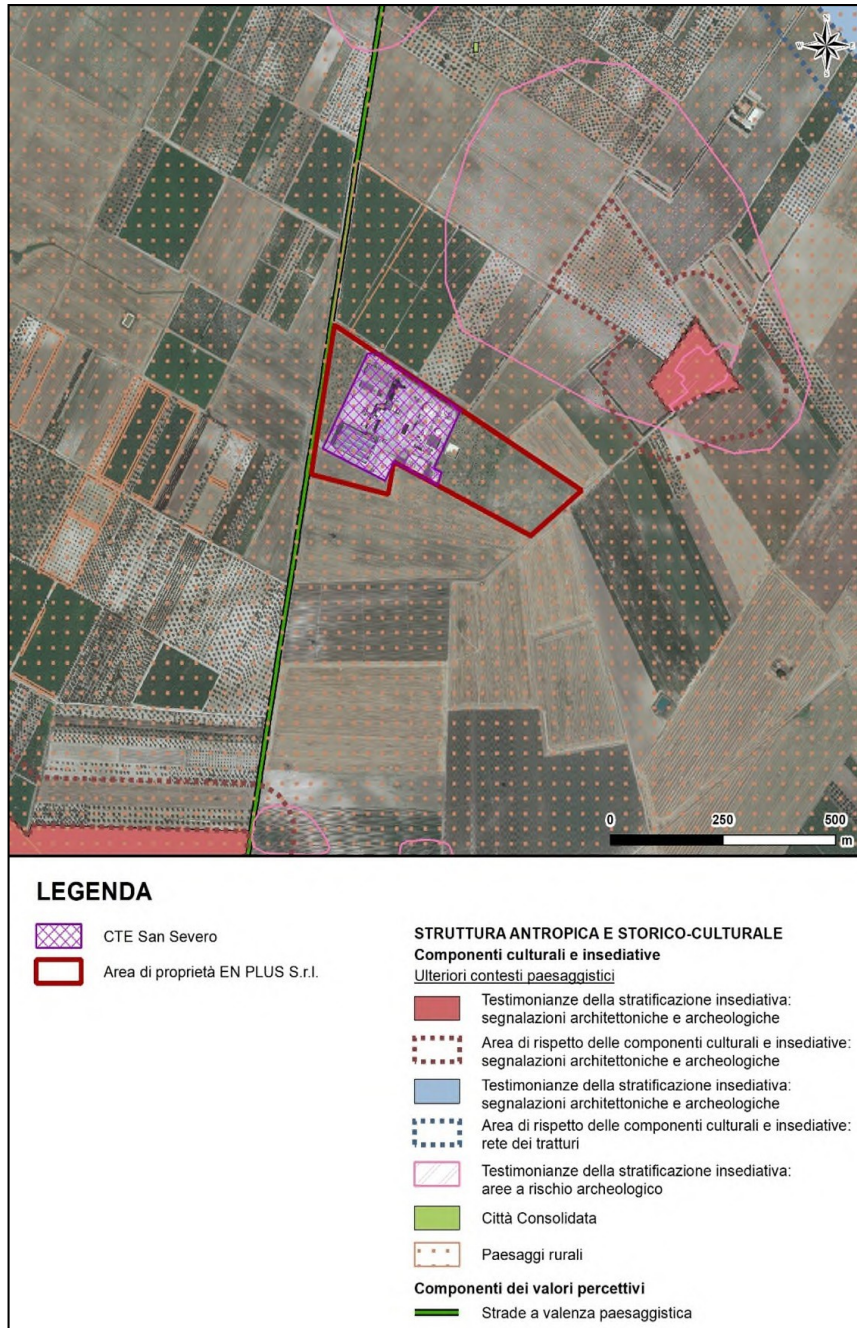 N
W
E
S
0 250 500
m
LEGENDA
CTE San Severo
Area di proprietà EN PLUS S.r.l.
STRUTTURA ANTROPICA E STORICO-CULTURALE
Componenti culturali e insediative
Ulteriori contesti paesaggistici
Testimonianze della stratificazione insediativa:
segnalazioni architettoniche e archeologiche
Area di rispetto delle componenti culturali e insediative:
segnalazioni architettoniche e archeologiche
Testimonianze della stratificazione insediativa:
segnalazioni architettoniche e archeologiche
Area di rispetto delle componenti culturali e insediative:
rete dei tratturi
Testimonianze della stratificazione insediativa:
aree a rischio archeologico
Città Consolidata
Paesaggi rurali
Componenti dei valori percettivi
Strade a valenza paesaggistica